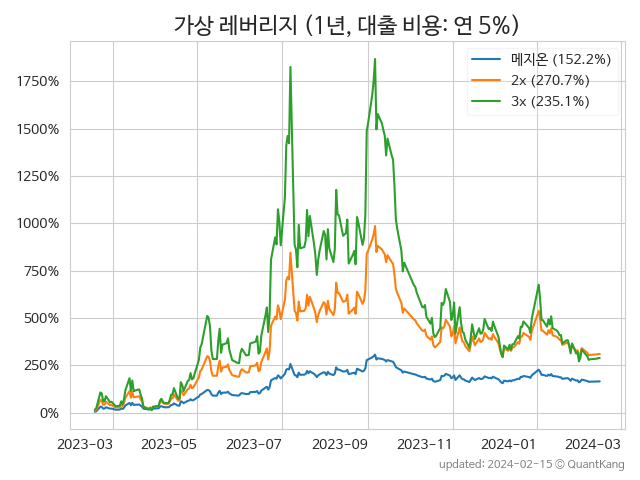 가상 레버리지 (1년, 대출 비용: 연 5%)
메지온 (152.2%)
2x (270.7%)
3x (235.1%)
1750%
1500%
1250%
1000%
750%
500%
250%
0%
2023-03 2023-05 2023-07 2023-09 2023-11 2024-01 2024-03
updated: 2024-02-15 © QuantKang